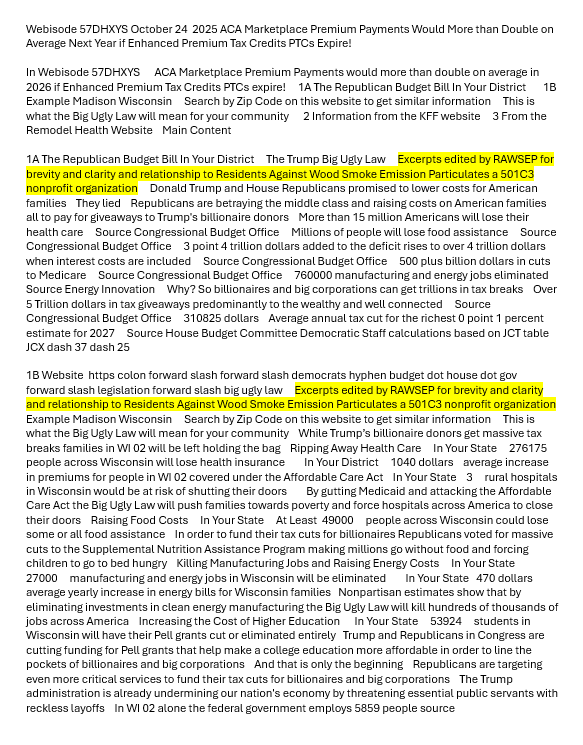 Webisode 57DHXYS October 24  2025 ACA Marketplace Premium Payments Would More than Double on
Average Next Year if Enhanced Premium Tax Credits PTCs Expire!
In Webisode 57DHXYS     ACA Marketplace Premium Payments would more than double on average in
2026 if Enhanced Premium Tax Credits PTCs expire!    1A The Republican Budget Bill In Your District      1B
Example Madison Wisconsin    Search by Zip Code on this website to get similar information    This is
what the Big Ugly Law will mean for your community     2 Information from the KFF website    3 From the
Remodel Health Website   Main Content
1A The Republican Budget Bill In Your District    The Trump Big Ugly Law    Excerpts edited by RAWSEP for
brevity and clarity and relationship to Residents Against Wood Smoke Emission Particulates a 501C3
nonprofit organization    Donald Trump and House Republicans promised to lower costs for American
families   They lied    Republicans are betraying the middle class and raising costs on American families
all to pay for giveaways to Trump's billionaire donors   More than 15 million Americans will lose their
health care    Source Congressional Budget Office    Millions of people will lose food assistance    Source
Congressional Budget Office    3 point 4 trillion dollars added to the deficit rises to over 4 trillion dollars
when interest costs are included    Source Congressional Budget Office    500 plus billion dollars in cuts
to Medicare    Source Congressional Budget Office    760000 manufacturing and energy jobs eliminated
Source Energy Innovation    Why? So billionaires and big corporations can get trillions in tax breaks    Over
5 Trillion dollars in tax giveaways predominantly to the wealthy and well connected    Source
Congressional Budget Office    310825 dollars    Average annual tax cut for the richest 0 point 1 percent
estimate for 2027    Source House Budget Committee Democratic Staff calculations based on JCT table
JCX dash 37 dash 25
1B Website  https colon forward slash forward slash democrats hyphen budget dot house dot gov
forward slash legislation forward slash big ugly law    Excerpts edited by RAWSEP for brevity and clarity
and relationship to Residents Against Wood Smoke Emission Particulates a 501C3 nonprofit organization
Example Madison Wisconsin    Search by Zip Code on this website to get similar information    This is
what the Big Ugly Law will mean for your community   While Trump's billionaire donors get massive tax
breaks families in WI 02 will be left holding the bag    Ripping Away Health Care    In Your State    276175
people across Wisconsin will lose health insurance      In Your District    1040 dollars    average increase
in premiums for people in WI 02 covered under the Affordable Care Act    In Your State   3    rural hospitals
in Wisconsin would be at risk of shutting their doors      By gutting Medicaid and attacking the Affordable
Care Act the Big Ugly Law will push families towards poverty and force hospitals across America to close
their doors    Raising Food Costs    In Your State    At Least  49000     people across Wisconsin could lose
some or all food assistance    In order to fund their tax cuts for billionaires Republicans voted for massive
cuts to the Supplemental Nutrition Assistance Program making millions go without food and forcing
children to go to bed hungry    Killing Manufacturing Jobs and Raising Energy Costs    In Your State
27000    manufacturing and energy jobs in Wisconsin will be eliminated      In Your State   470 dollars
average yearly increase in energy bills for Wisconsin families   Nonpartisan estimates show that by
eliminating investments in clean energy manufacturing the Big Ugly Law will kill hundreds of thousands of
jobs across America    Increasing the Cost of Higher Education     In Your State    53924    students in
Wisconsin will have their Pell grants cut or eliminated entirely   Trump and Republicans in Congress are
cutting funding for Pell grants that help make a college education more affordable in order to line the
pockets of billionaires and big corporations    And that is only the beginning    Republicans are targeting
even more critical services to fund their tax cuts for billionaires and big corporations    The Trump
administration is already undermining our nation's economy by threatening essential public servants with
reckless layoffs    In WI 02 alone the federal government employs 5859 people source